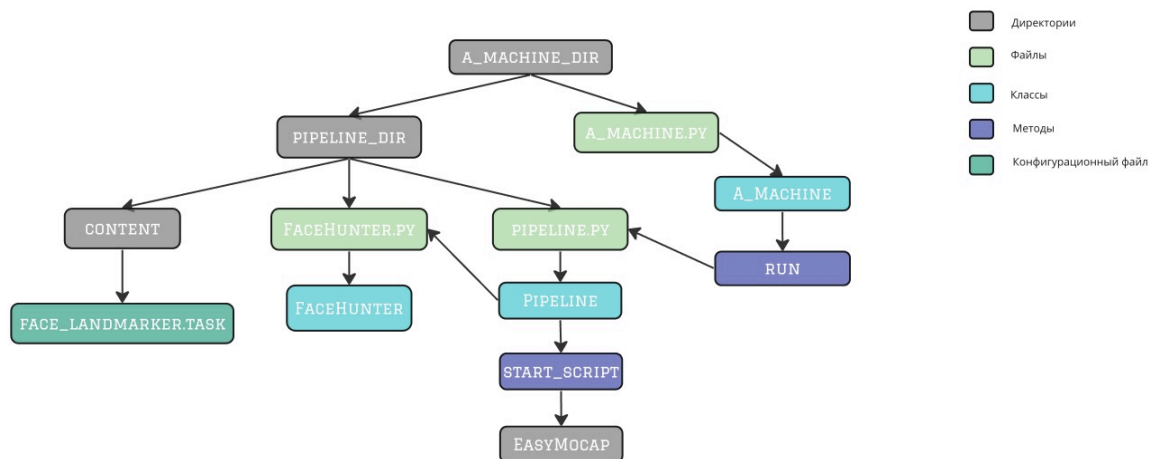 A_MACHINE_DIR
PIPELINE_DIR
A_MACHINE.PY
A_MACHINE
CONTENT
FACEHUNTER.PY
PIPELINE.PY
RUN
FACE_LANDMARKER.TASK
FACEHUNTER
PIPELINE
START_SCRIPT
EASYMOCAP
Директории
Файлы
Классы
Методы
Конфигурационный файл